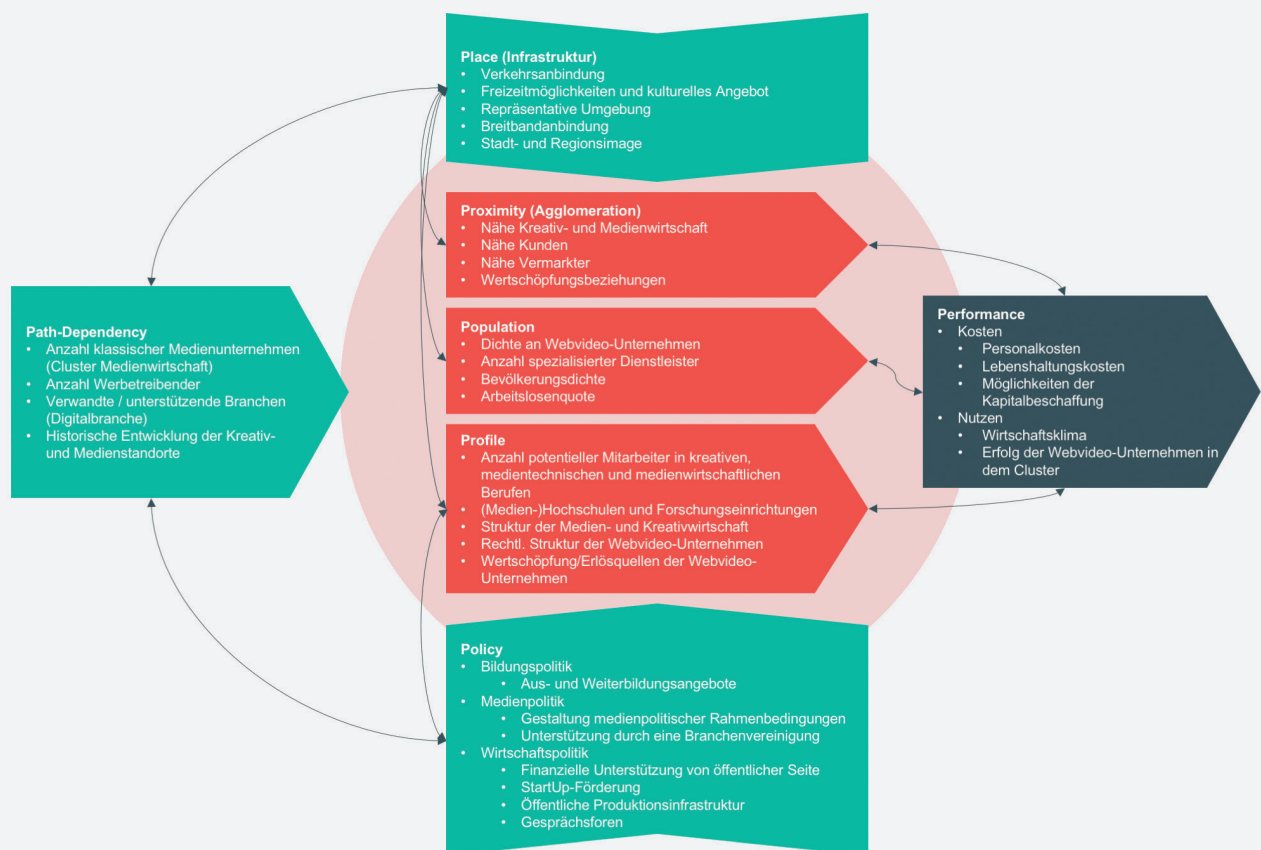 Place (Infrastruktur)
• Verkehrsanbindung
• Freizeitmöglichkeiten und kulturelles Angebot
• Repräsentative Umgebung
• Breitbandanbindung
• Stadt- und Regionsimage
Proximity (Agglomeration)
• Nähe Kreativ- und Medienwirtschaft
• Nähe Kunden
• Nähe Vermarkter
• Wertschöpfungsbeziehungen
Path-Dependency
• Anzahl klassischer Medienunternehmen
(Cluster Medienwirtschaft)
• Anzahl Werbetreibender
• Verwandte / unterstützende Branchen
(Digitalbranche)
• Historische Entwicklung der Kreativ-
und Medienstandorte
Population
• Dichte an Webvideo-Unternehmen
• Anzahl spezialisierter Dienstleister
• Bevölkerungsdichte
• Arbeitslosenquote
Performance
• Kosten
• Personalkosten
• Lebenshaltungskosten
• Möglichkeiten der
Kapitalbeschaffung
• Nutzen
• Wirtschaftsklima
• Erfolg der Webvideo-Unternehmen in
dem Cluster
Profile
• Anzahl potentieller Mitarbeiter in kreativen,
medientechnischen und medienwirtschaftlichen
Berufen
• (Medien-)Hochschulen und Forschungseinrichtungen
• Struktur der Medien- und Kreativwirtschaft
• Rechtl. Struktur der Webvideo-Unternehmen
• Wertschöpfung/Erlösquellen der Webvideo-
Unternehmen
Policy
• Bildungspolitik
• Aus- und Weiterbildungsangebote
• Medienpolitik
• Gestaltung medienpolitischer Rahmenbedingungen
• Unterstützung durch eine Branchenvereinigung
• Wirtschaftspolitik
• Finanzielle Unterstützung von öffentlicher Seite
• StartUp-Förderung
• Öffentliche Produktionsinfrastruktur
• Gesprächsforen